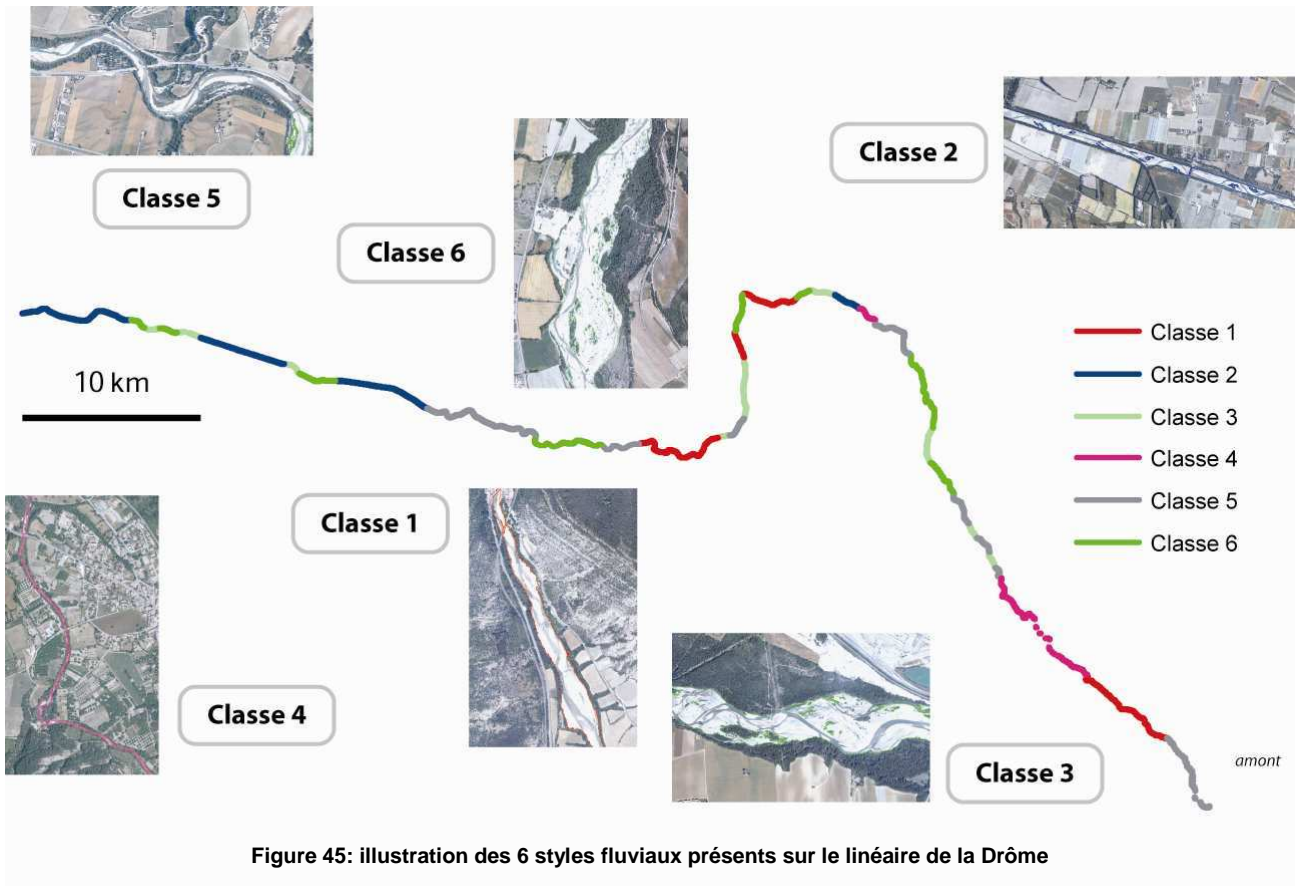 Classe 5
Classe 6
Classe 2
10 km
Classe 1
Classe 2
Classe 3
Classe 4
Classe 5
Classe 6
Classe 1
Classe 4
Classe 3
amont
Figure 45: illustration des 6 styles fluviaux présents sur le linéaire de la Drôme